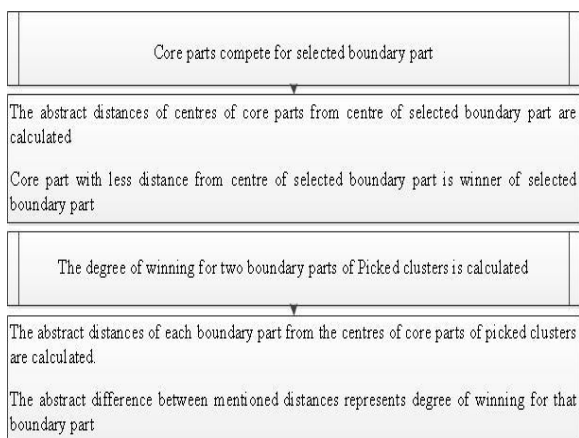 Core parts compete for selected boundary part
The abstract distances of centres of core parts from centre of selected boundary part are
calculated
Core part with less distance from centre of selected boundary part is winner of selected
boundary part
The degree of winning for two boundary parts of Picked clusters is calculated
The abstract distances of each boundary part from the centres of core parts of picked clusters
are calculated.
The abstract difference between mentioned distances represents degree of winning for that
boundary part